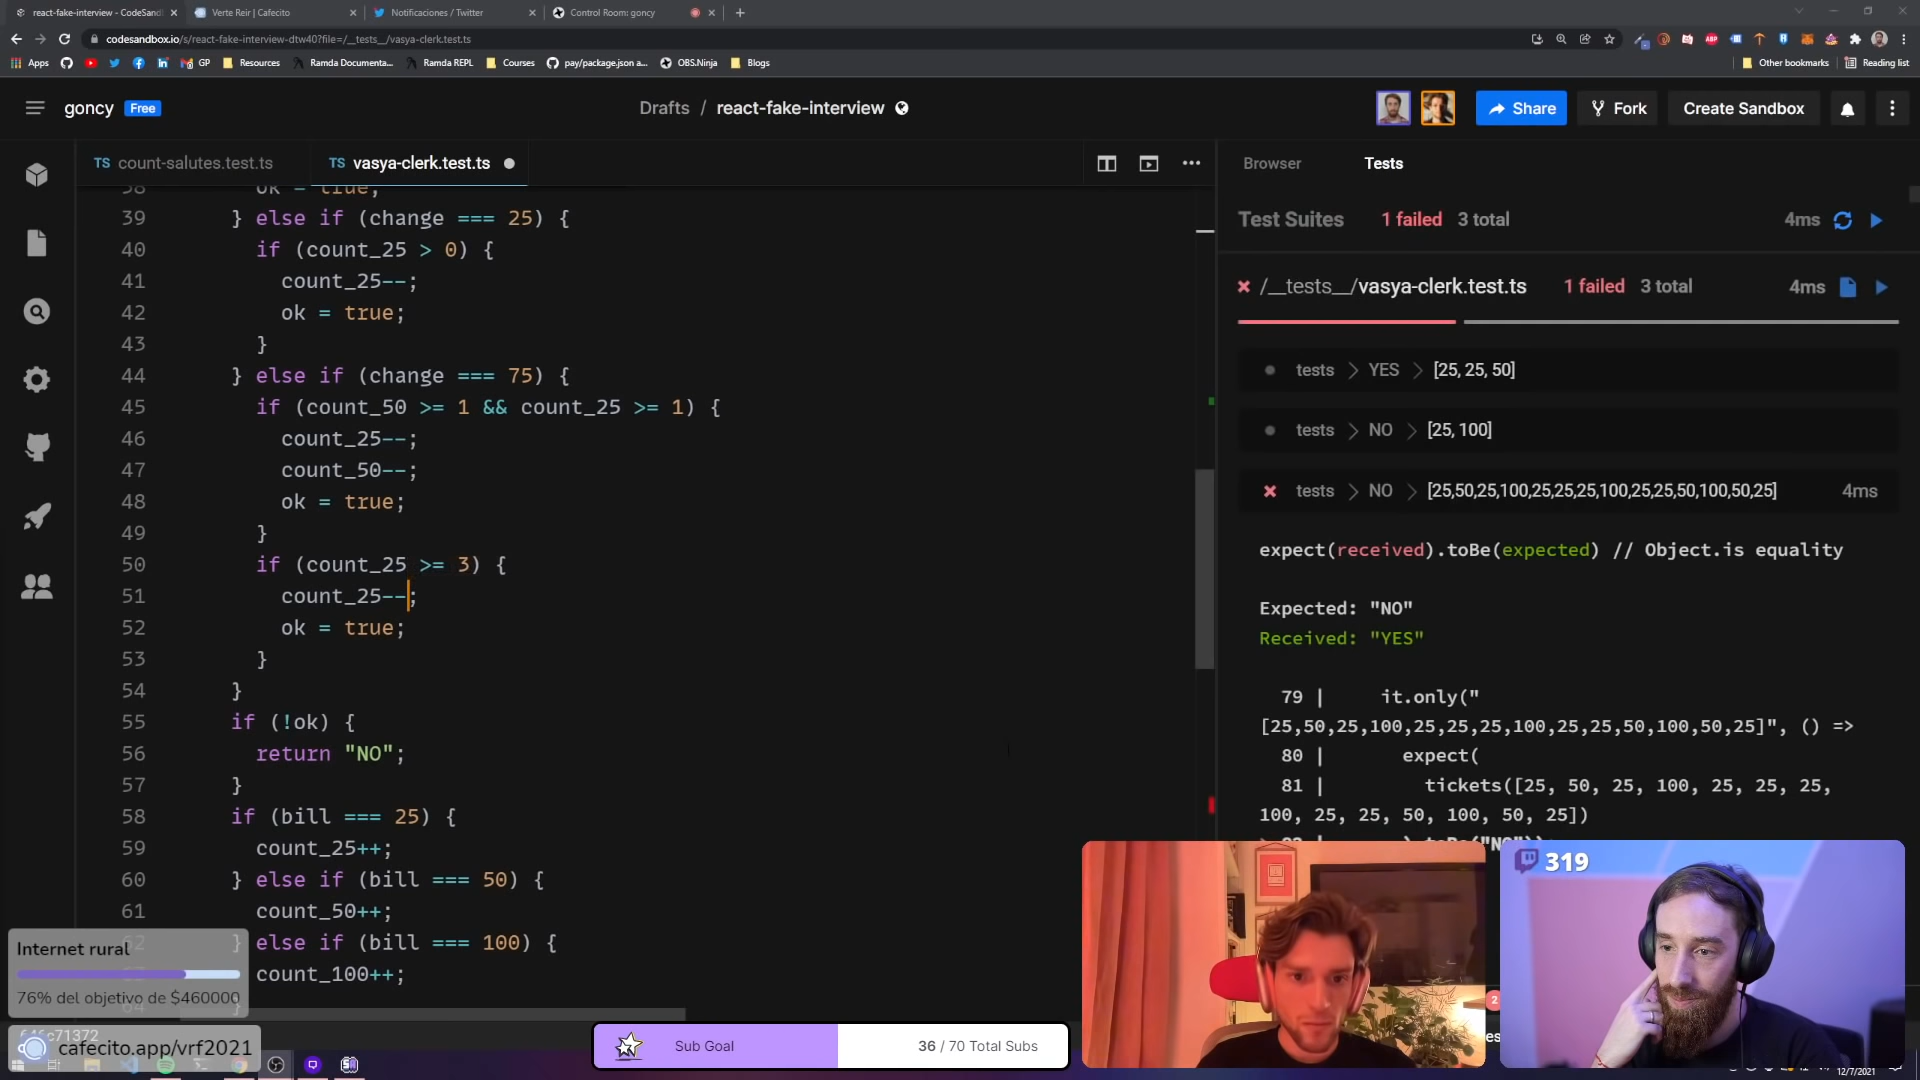 react-fake-interview - CodeSand
Verte Reir | Cafecito
Notificaciones / Twitter
Control Room: goncy
codesandbox.io/s/react-fake-interview-dtw40?file=/__tests__/vasya-clerk.test.ts
Apps
GP
Resources
Ramda Documenta...
Ramda REPL
Courses
pay/package.json a...
OBS.Ninja
Blogs
Other bookmarks
Reading list
goncy Free
Drafts / react-fake-interview
Share
Fork
Create Sandbox
TS count-salutes.test.ts
TS vasya-clerk.test.ts
Browser
Tests
38 ok = true;
39 } else if (change === 25) {
40 if (count_25 > 0) {
41 count_25--;
42 ok = true;
43 }
44 } else if (change === 75) {
45 if (count_50 >= 1 && count_25 >= 1) {
46 count_25--;
47 count_50--;
48 ok = true;
49 }
50 if (count_25 >= 3) {
51 count_25--;
52 ok = true;
53 }
54 }
55 if (!ok) {
56 return "NO";
57 }
58 if (bill === 25) {
59 count_25++;
60 } else if (bill === 50) {
61 count_50++;
62 } else if (bill === 100) {
63 count_100++;
64 }
Test Suites 1 failed 3 total 4ms
/__tests__/vasya-clerk.test.ts 1 failed 3 total 4ms
tests > YES > [25, 25, 50]
tests > NO > [25, 100]
tests > NO > [25,50,25,100,25,25,25,100,25,25,50,100,50,25] 4ms
expect(received).toBe(expected) // Object.is equality
Expected: "NO"
Received: "YES"
79 | it.only("
[25,50,25,100,25,25,25,100,25,25,50,100,50,25]", () =>
80 | expect(
81 | tickets([25, 50, 25, 100, 25, 25, 25,
100, 25, 25, 50, 100, 50, 25])
319
2
Internet rural
76% del objetivo de $460000
cafecito.app/vrf2021
Sub Goal
36 / 70 Total Subs
12/7/2021